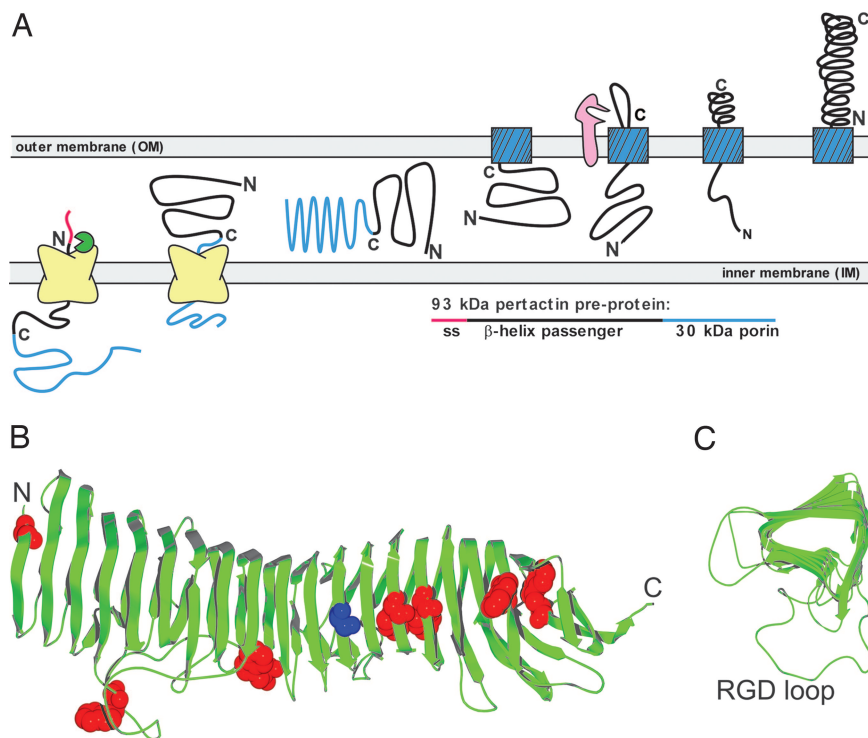 A
C
C
C
C
N
outer membrane (OM)
C
N
N
N
C
C
N
N
N
N
inner membrane (IM)
93 kDa pertactin pre-protein:
ss β-helix passenger 30 kDa porin
C
B
C
N
C
RGD loop